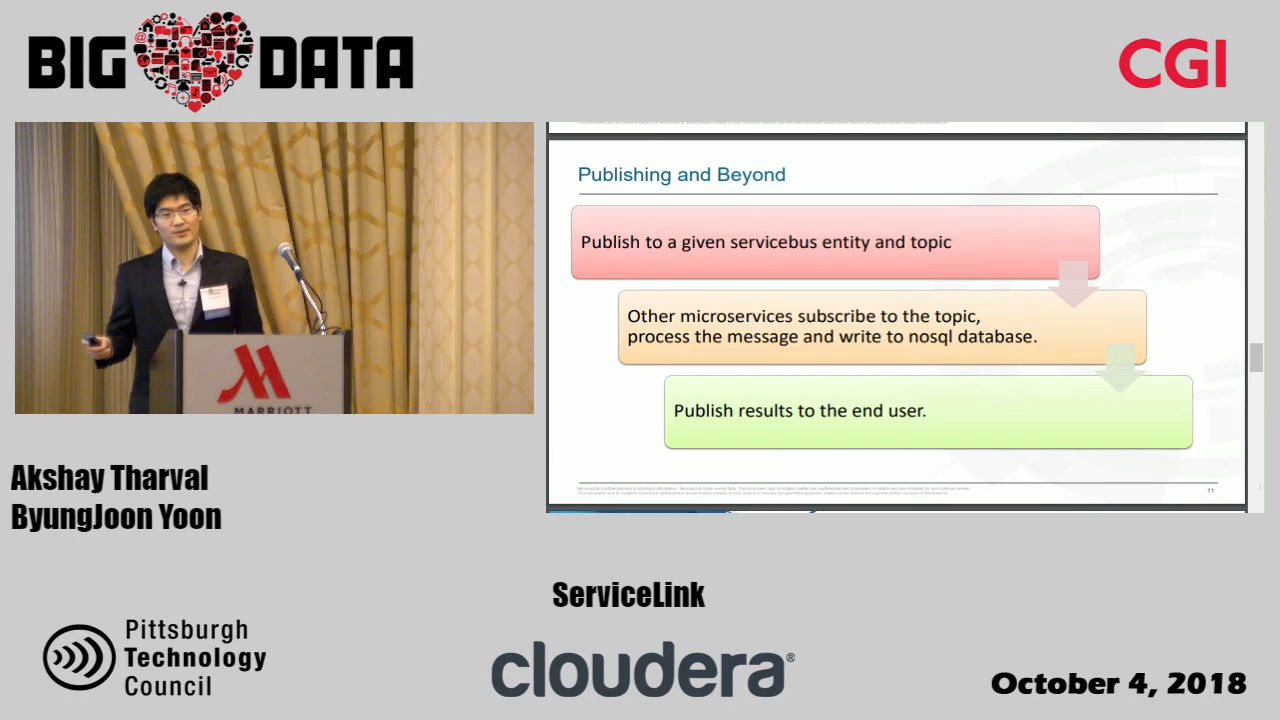 BIG DATA
CGI
MARRIOTT
Publishing and Beyond
Publish to a given servicebus entity and topic
Other microservices subscribe to the topic,
process the message and write to nosql database.
Publish results to the end user.
11
Akshay Tharval
ByungJoon Yoon
ServiceLink
Pittsburgh
Technology
Council
cloudera®
October 4, 2018